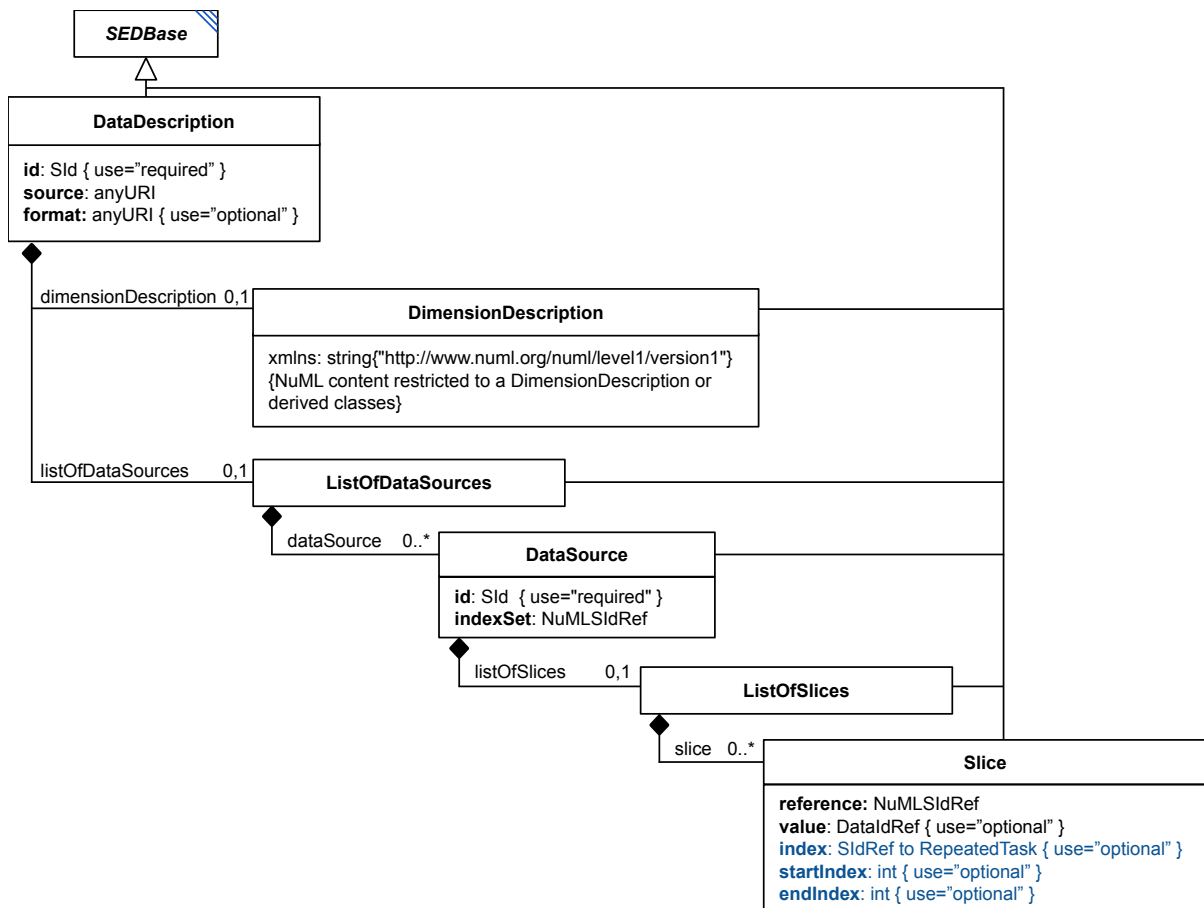 SEDBase
DataDescription
id: SId { use=”required” }
source: anyURI
format: anyURI { use=”optional” }
dimensionDescription 0,1
DimensionDescription
xmlns: string{"http://www.numl.org/numl/level1/version1"}
{NuML content restricted to a DimensionDescription or
derived classes}
listOfDataSources 0,1
ListOfDataSources
dataSource 0..*
DataSource
id: SId { use="required" }
indexSet: NuMLSIdRef
listOfSlices 0,1
ListOfSlices
slice 0..*
Slice
reference: NuMLSIdRef
value: DataIdRef { use=”optional” }
index: SIdRef to RepeatedTask { use=”optional” }
startIndex: int { use=”optional” }
endIndex: int { use=”optional” }